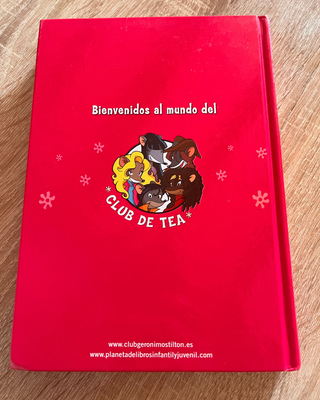 Bienvenidos al mundo del
CLUB DE TEA
www.clubgeronimostilton.es
www.planetadelibrosinfantilyjuvenil.com